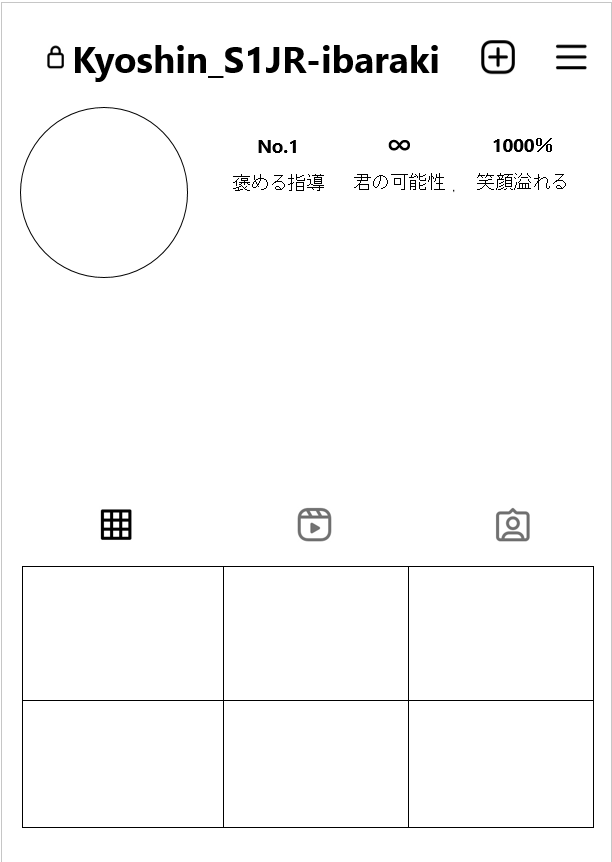 Kyoshin_S1JR-ibaraki
No.1 ∞ 1000%
褒める指導 君の可能性 . 笑顔溢れる